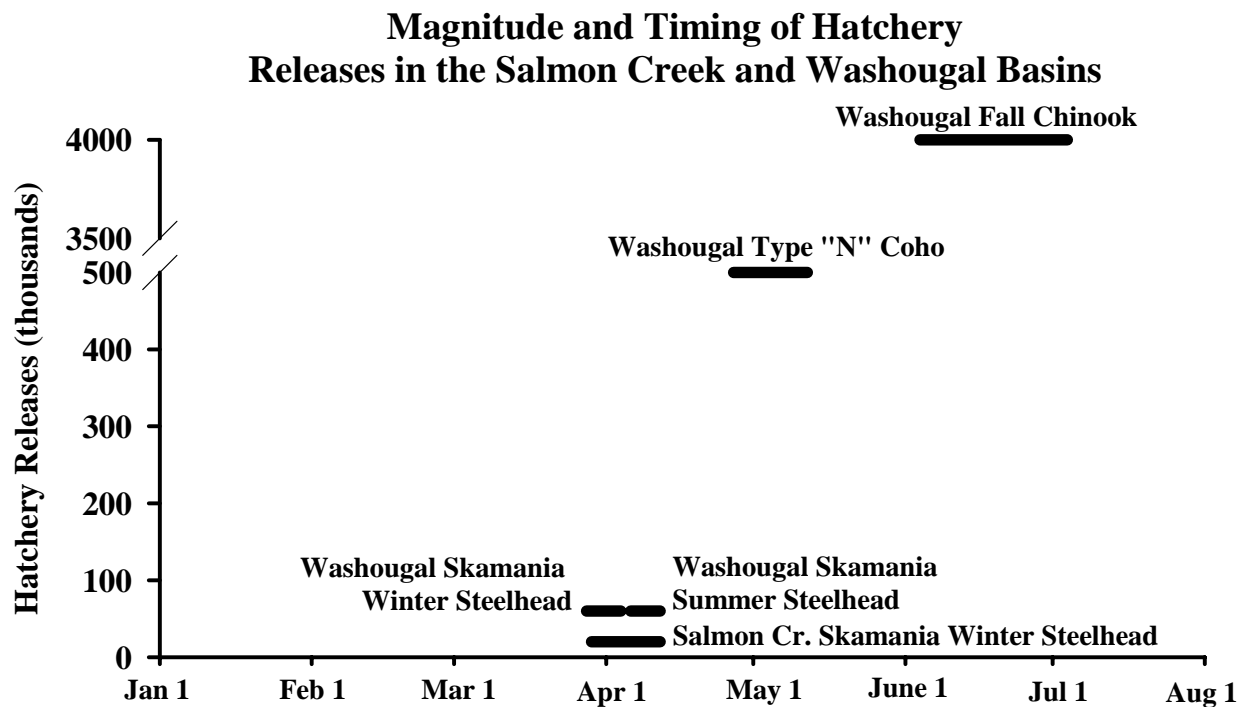 Magnitude and Timing of Hatchery
Releases in the Salmon Creek and Washougal Basins
Washougal Fall Chinook
4000
Hatchery Releases (thousands)
3500
Washougal Type "N" Coho
500
400
300
200
100
Washougal Skamania
Winter Steelhead
Washougal Skamania
Summer Steelhead
Salmon Cr. Skamania Winter Steelhead
0
Jan 1 Feb 1 Mar 1 Apr 1 May 1 June 1 Jul 1 Aug 1